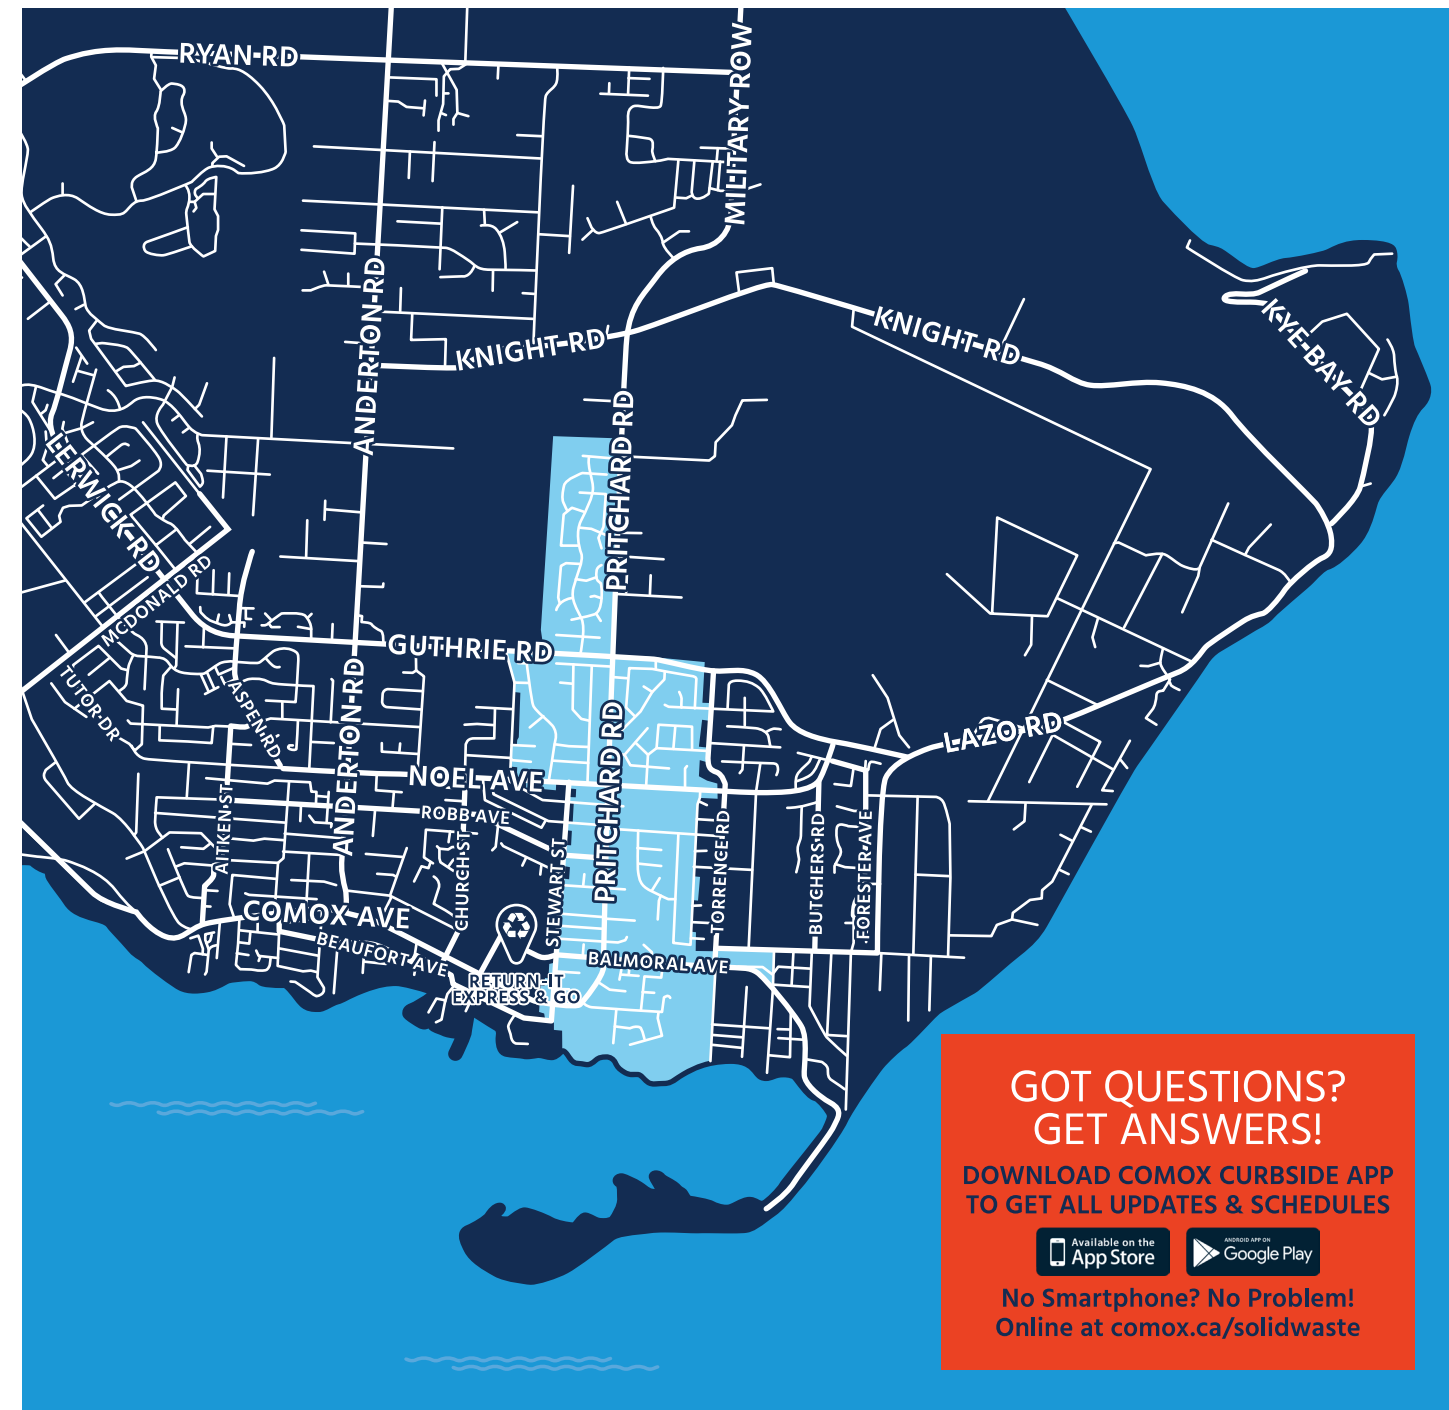 RYAN RD
MILITARY ROW
ANDERTON RD
KNIGHT RD
KNIGHT RD
KYE BAY RD
PRITCHARD RD
LERWICK RD
MCDONALD RD
GUTHRIE RD
TUTOR DR
ASPEN RD
ANDERTON RD
PRITCHARD RD
LAZO RD
NOEL AVE
ROBB AVE
AITKEN ST
CHURCH ST
STEWART ST
TORRENCE RD
BUTCHERS RD
FORESTER AVE
COMOX AVE
BEAUFORT AVE
BALMORAL AVE
RETURN-IT
EXPRESS & GO
GOT QUESTIONS?
GET ANSWERS!
DOWNLOAD COMOX CURBSIDE APP
TO GET ALL UPDATES & SCHEDULES
Available on the
App Store
ANDROID APP ON
Google Play
No Smartphone? No Problem!
Online at comox.ca/solidwaste